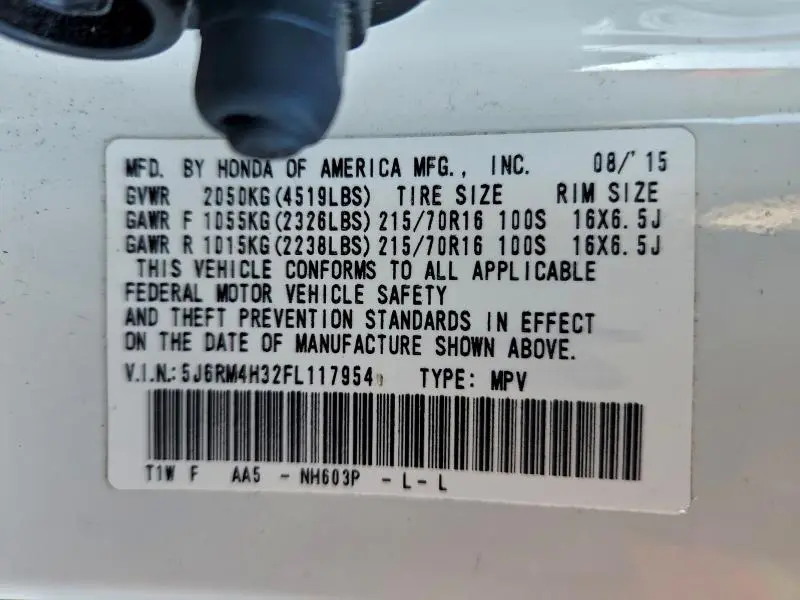 MFD. BY HONDA OF AMERICA MFG., INC. 08/'15
GVWR 2050KG(4519LBS) TIRE SIZE RIM SIZE
GAWR F 1055KG(2326LBS) 215/70R16 100S 16X6.5J
GAWR R 1015KG(2238LBS) 215/70R16 100S 16X6.5J
THIS VEHICLE CONFORMS TO ALL APPLICABLE
FEDERAL MOTOR VEHICLE SAFETY
AND THEFT PREVENTION STANDARDS IN EFFECT
ON THE DATE OF MANUFACTURE SHOWN ABOVE.
V.I.N.: 5J6RM4H32FL117954 TYPE: MPV
T1W F AA5 - NH603P - L - L